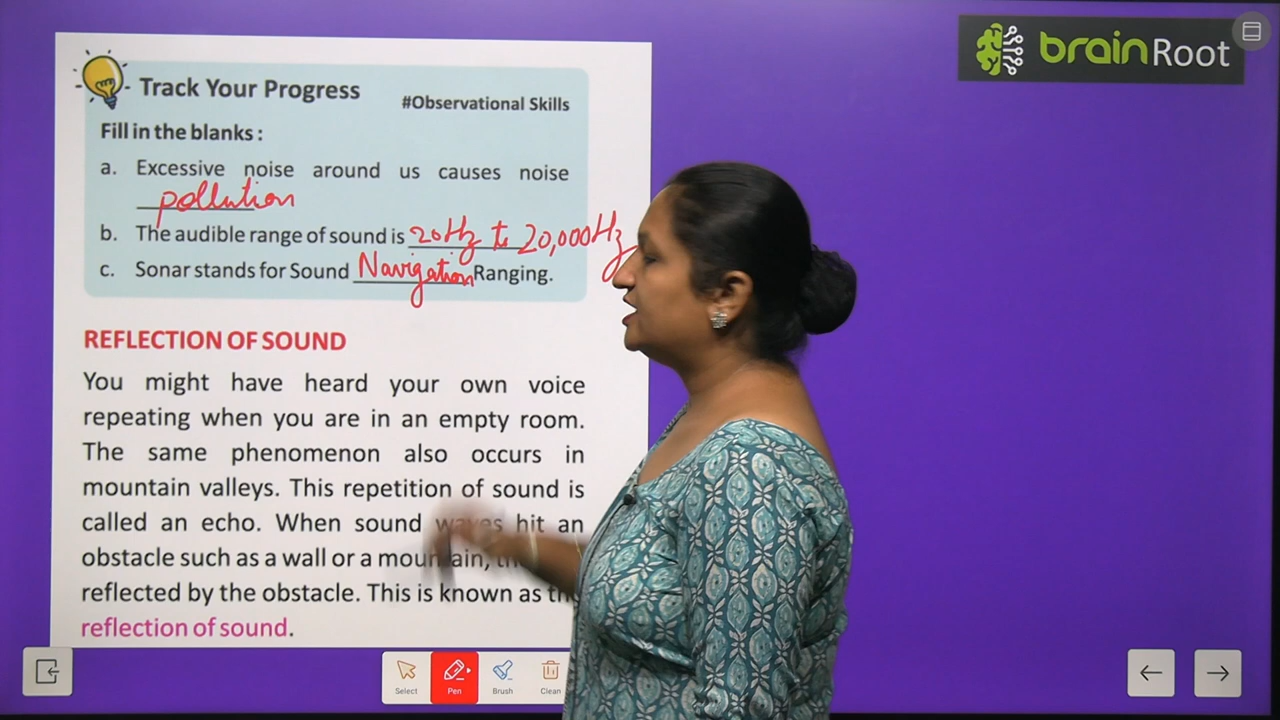 brainRoot
Track Your Progress
#Observational Skills
Fill in the blanks :
a. Excessive noise around us causes noise
pollution
b. The audible range of sound is 20Hz to 20,000Hz
c. Sonar stands for Sound Navigation Ranging.
REFLECTION OF SOUND
You might have heard your own voice
repeating when you are in an empty room.
The same phenomenon also occurs in
mountain valleys. This repetition of sound is
called an echo. When sound waves hit an
obstacle such as a wall or a mountain,
reflected by the obstacle. This is known as
reflection of sound.
Select
Pen
Brush
Clean